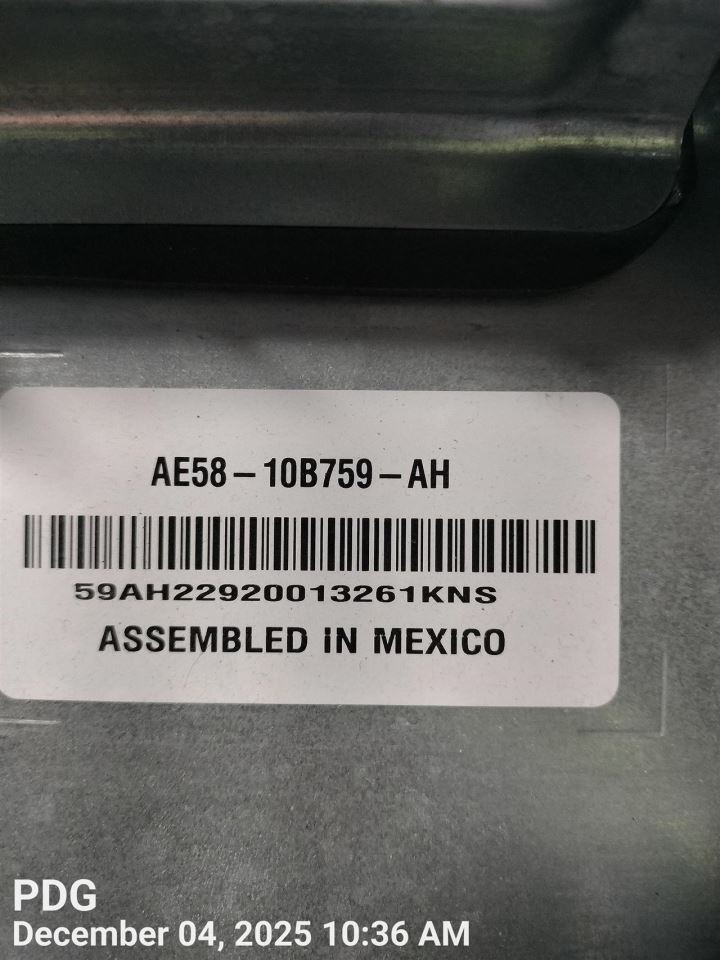 AE58-10B759-AH
59AH22920013261KNS
ASSEMBLED iN MEXICO
PDG
December 04, 2025 10:36 AM